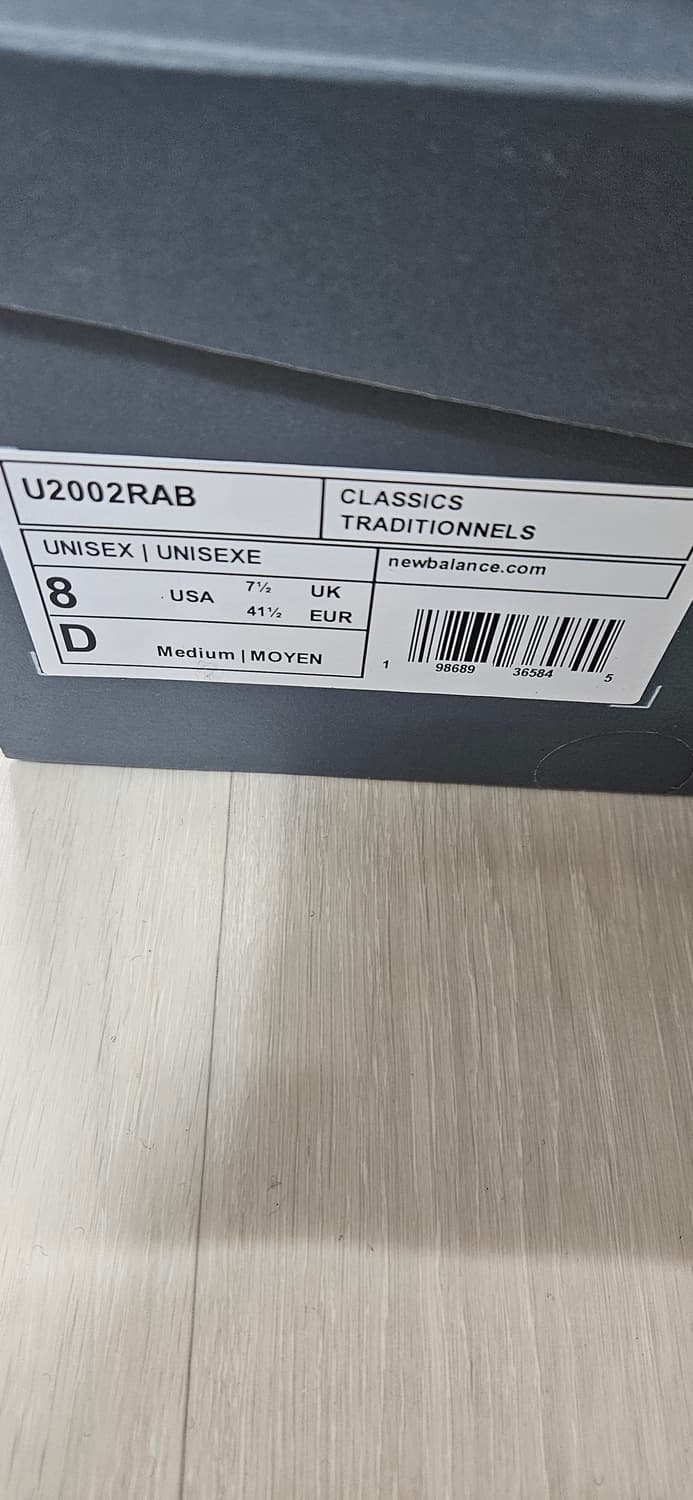 U2002RAB
CLASSICS
TRADITIONNELS
UNISEX | UNISEXE
newbalance.com
8 USA 7½ UK
41½ EUR
D Medium | MOYEN
1 98689 36584 5